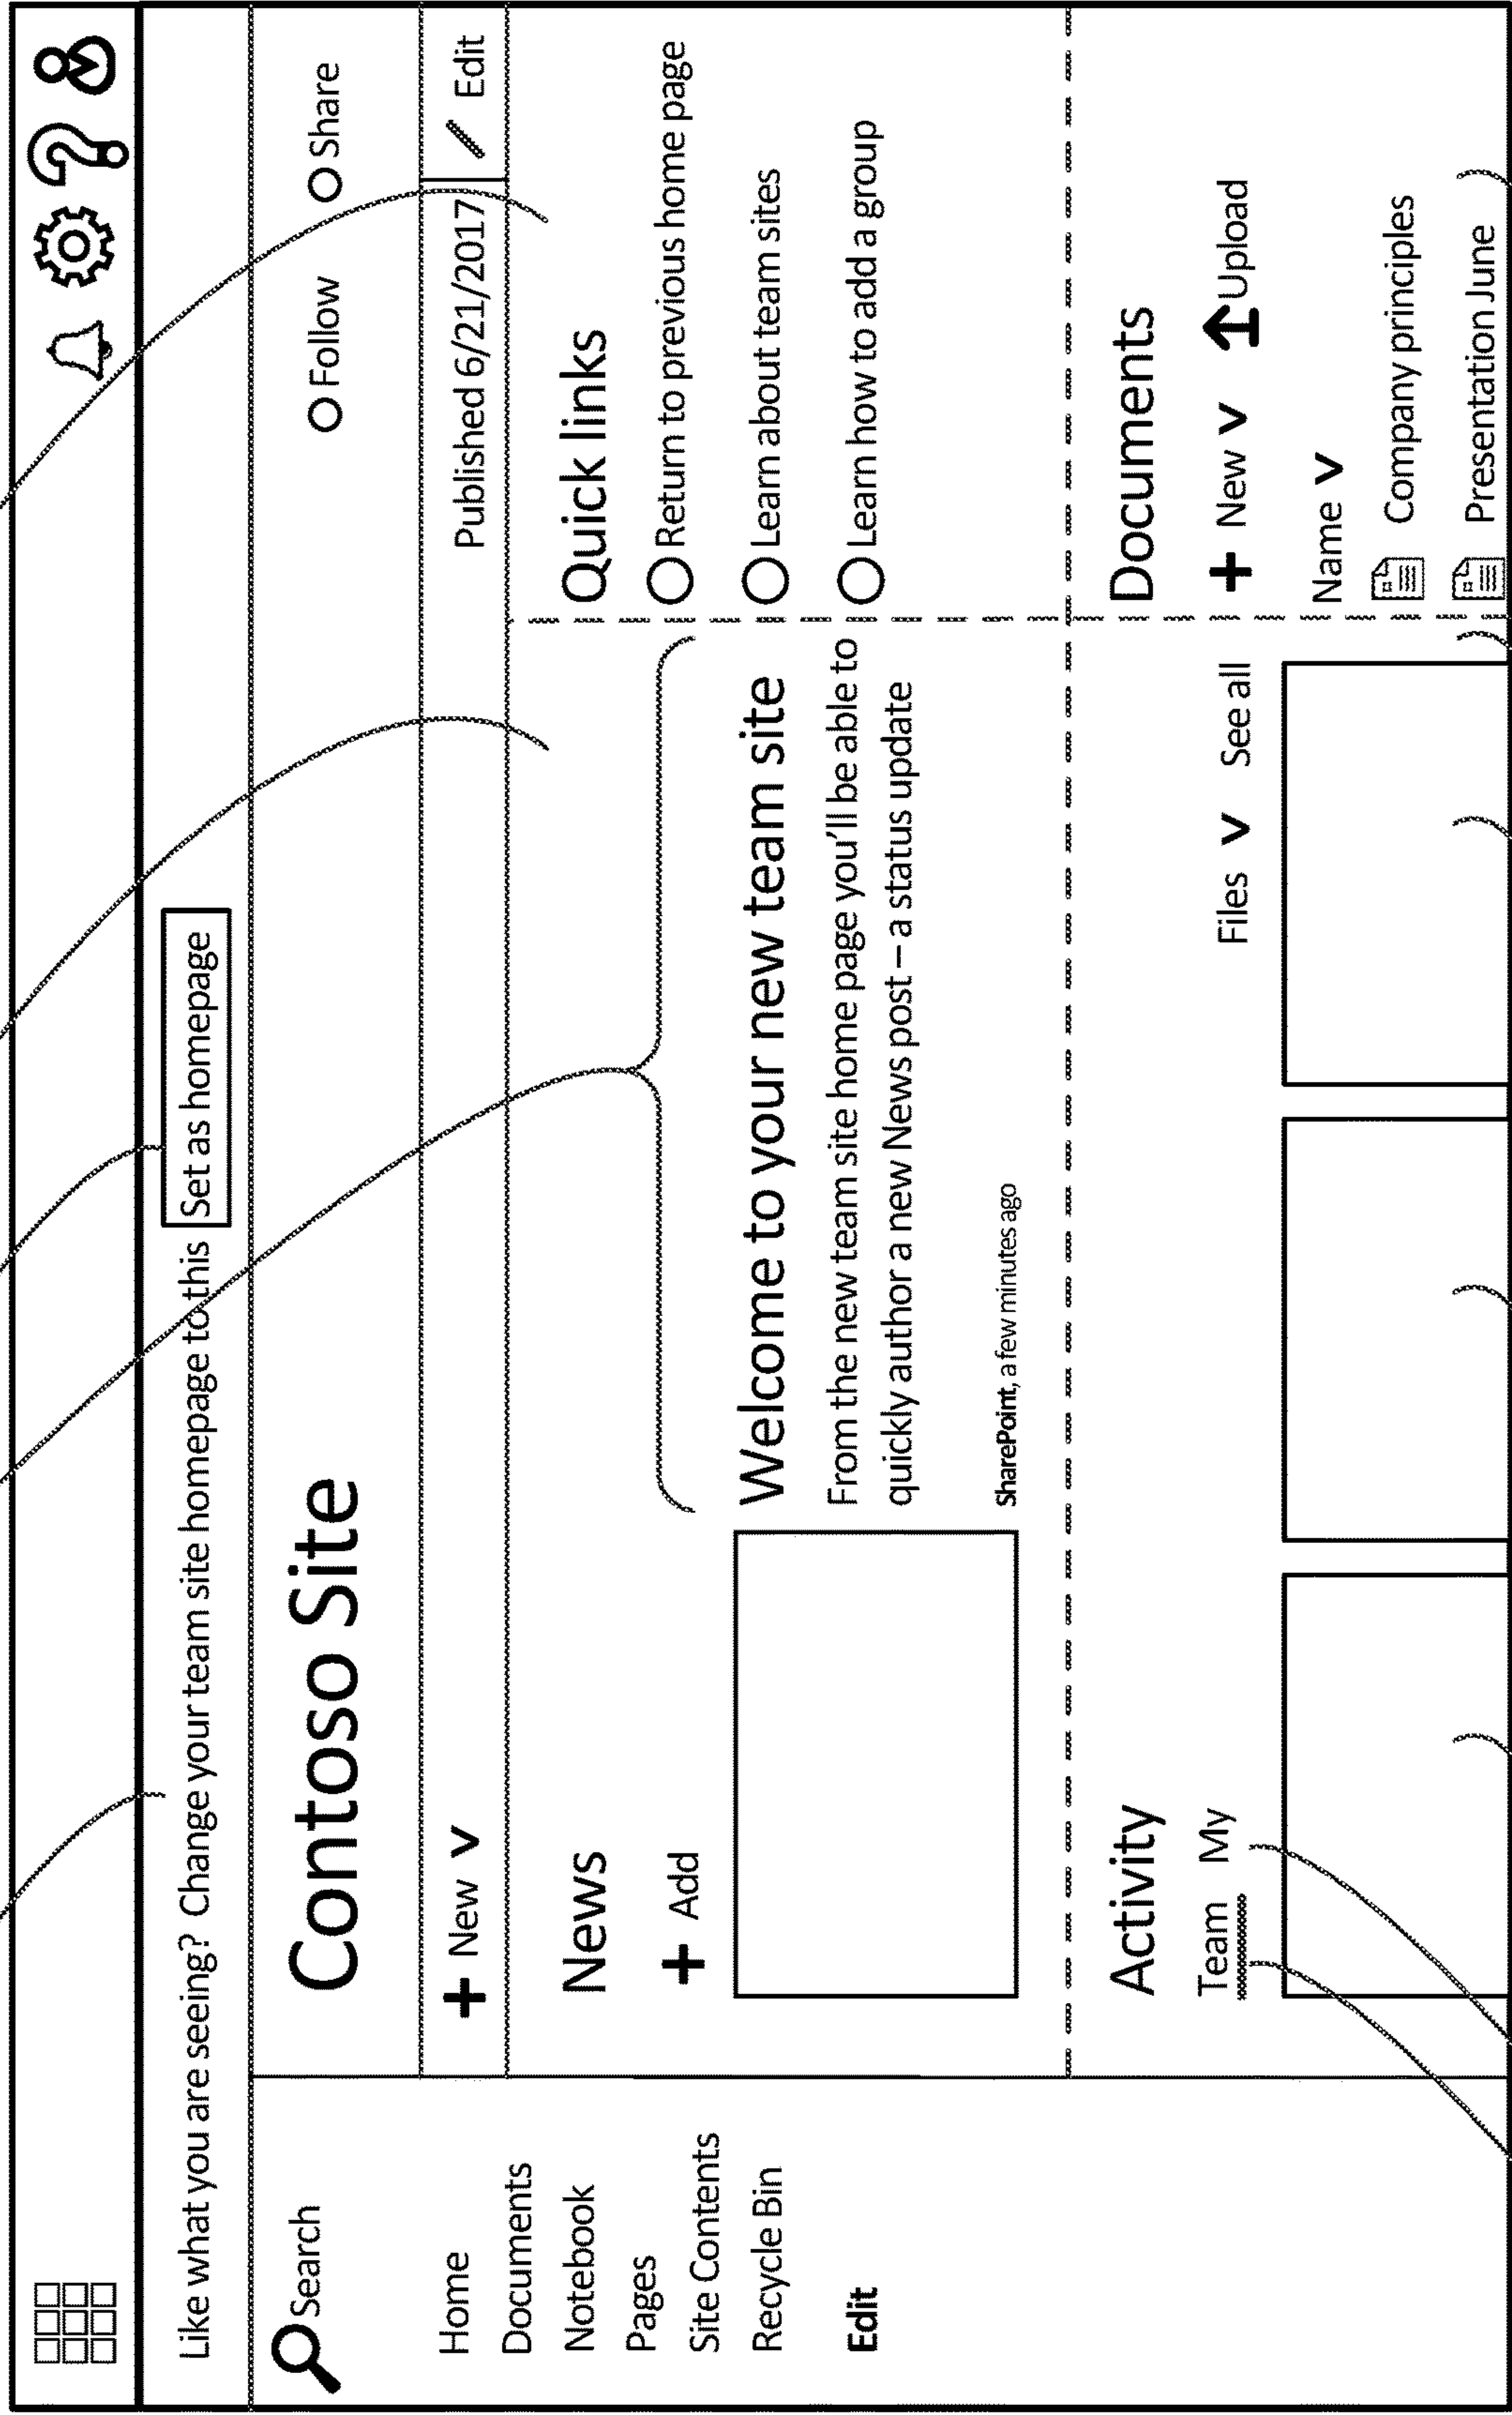 Like what you are seeing? Change your team site homepage to this Set as homepage
Search
Home
Documents
Notebook
Pages
Site Contents
Recycle Bin
Edit
Contoso Site
Follow Share
+ New Published 6/21/2017 Edit
News
+ Add
Welcome to your new team site
From the new team site home page you'll be able to
quickly author a new News post – a status update
SharePoint, a few minutes ago
Quick links
Return to previous home page
Learn about team sites
Learn how to add a group
Activity
Team My
Files See all
Documents
+ New Upload
Name
Company principles
Presentation June